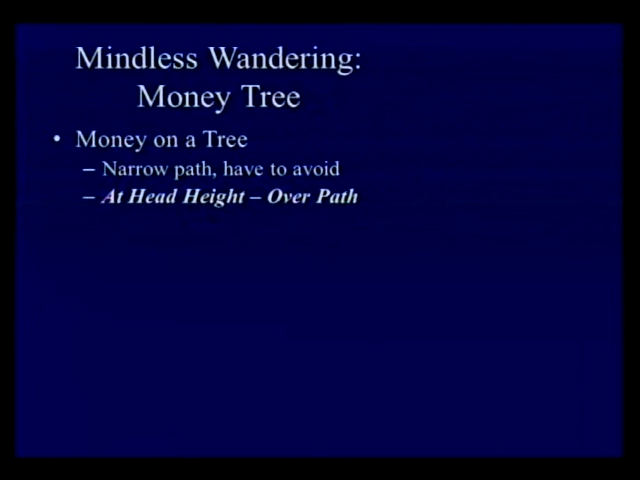 Mindless Wandering:
Money Tree
• Money on a Tree
– Narrow path, have to avoid
– At Head Height – Over Path